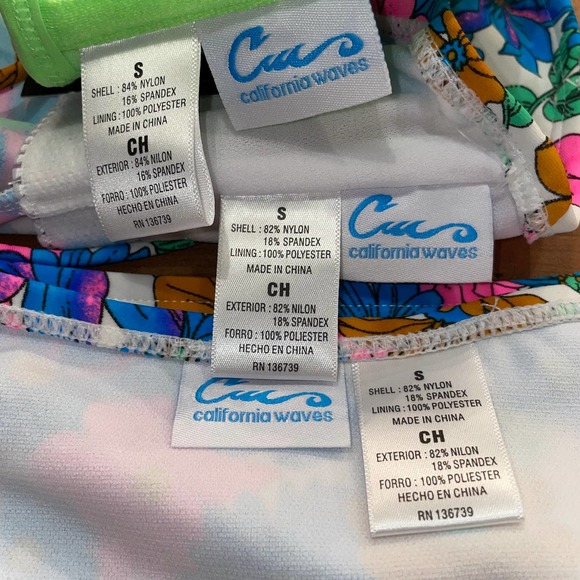 S
SHELL : 84% NYLON
16% SPANDEX
LINING : 100% POLYESTER
MADE IN CHINA
CH
EXTERIOR : 84% NILON
16% SPANDEX
FORRO : 100% POLIESTER
HECHO EN CHINA
RN 136739
california waves
S
SHELL : 82% NYLON
18% SPANDEX
LINING : 100% POLYESTER
MADE IN CHINA
CH
EXTERIOR : 82% NILON
18% SPANDEX
FORRO : 100% POLIESTER
HECHO EN CHINA
RN 136739
california waves
california waves
S
SHELL : 82% NYLON
18% SPANDEX
LINING : 100% POLYESTER
MADE IN CHINA
CH
EXTERIOR : 82% NILON
18% SPANDEX
FORRO : 100% POLIESTER
HECHO EN CHINA
RN 136739